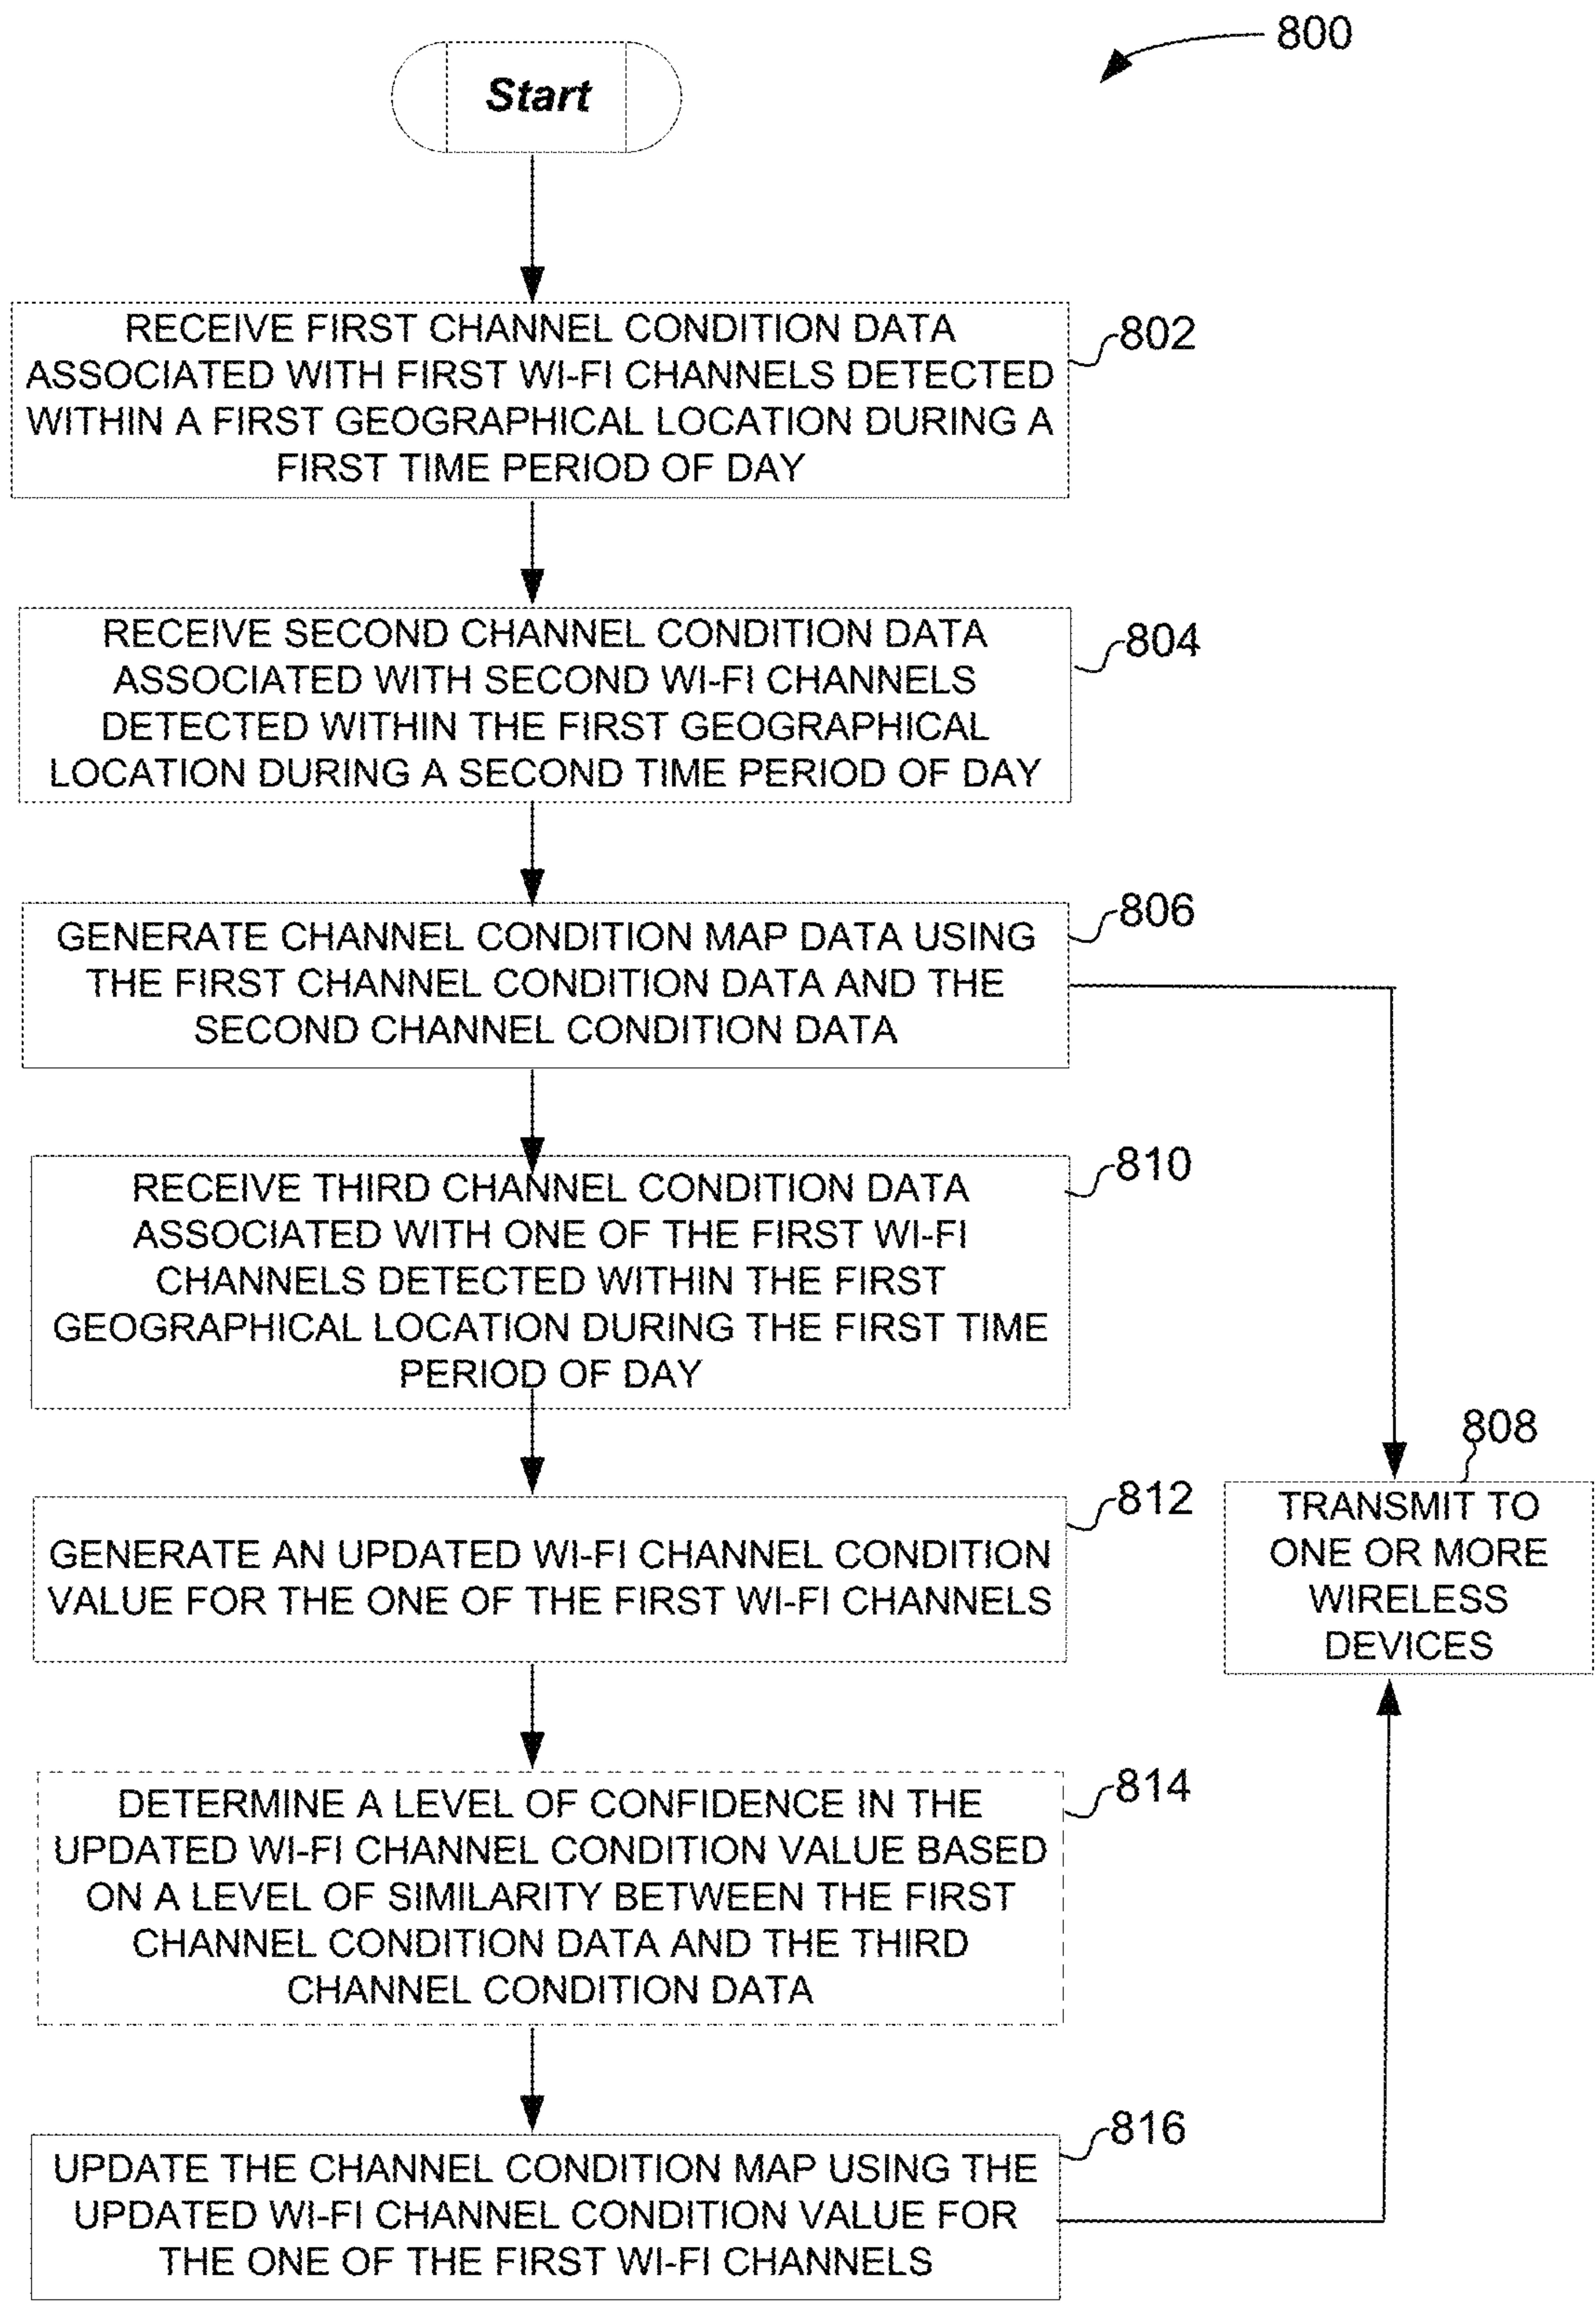 800
Start
RECEIVE FIRST CHANNEL CONDITION DATA
ASSOCIATED WITH FIRST WI-FI CHANNELS DETECTED
WITHIN A FIRST GEOGRAPHICAL LOCATION DURING A
FIRST TIME PERIOD OF DAY
802
RECEIVE SECOND CHANNEL CONDITION DATA
ASSOCIATED WITH SECOND WI-FI CHANNELS
DETECTED WITHIN THE FIRST GEOGRAPHICAL
LOCATION DURING A SECOND TIME PERIOD OF DAY
804
GENERATE CHANNEL CONDITION MAP DATA USING
THE FIRST CHANNEL CONDITION DATA AND THE
SECOND CHANNEL CONDITION DATA
806
RECEIVE THIRD CHANNEL CONDITION DATA
ASSOCIATED WITH ONE OF THE FIRST WI-FI
CHANNELS DETECTED WITHIN THE FIRST
GEOGRAPHICAL LOCATION DURING THE FIRST TIME
PERIOD OF DAY
810
808
TRANSMIT TO
ONE OR MORE
WIRELESS
DEVICES
GENERATE AN UPDATED WI-FI CHANNEL CONDITION
VALUE FOR THE ONE OF THE FIRST WI-FI CHANNELS
812
DETERMINE A LEVEL OF CONFIDENCE IN THE
UPDATED WI-FI CHANNEL CONDITION VALUE BASED
ON A LEVEL OF SIMILARITY BETWEEN THE FIRST
CHANNEL CONDITION DATA AND THE THIRD
CHANNEL CONDITION DATA
814
UPDATE THE CHANNEL CONDITION MAP USING THE
UPDATED WI-FI CHANNEL CONDITION VALUE FOR
THE ONE OF THE FIRST WI-FI CHANNELS
816